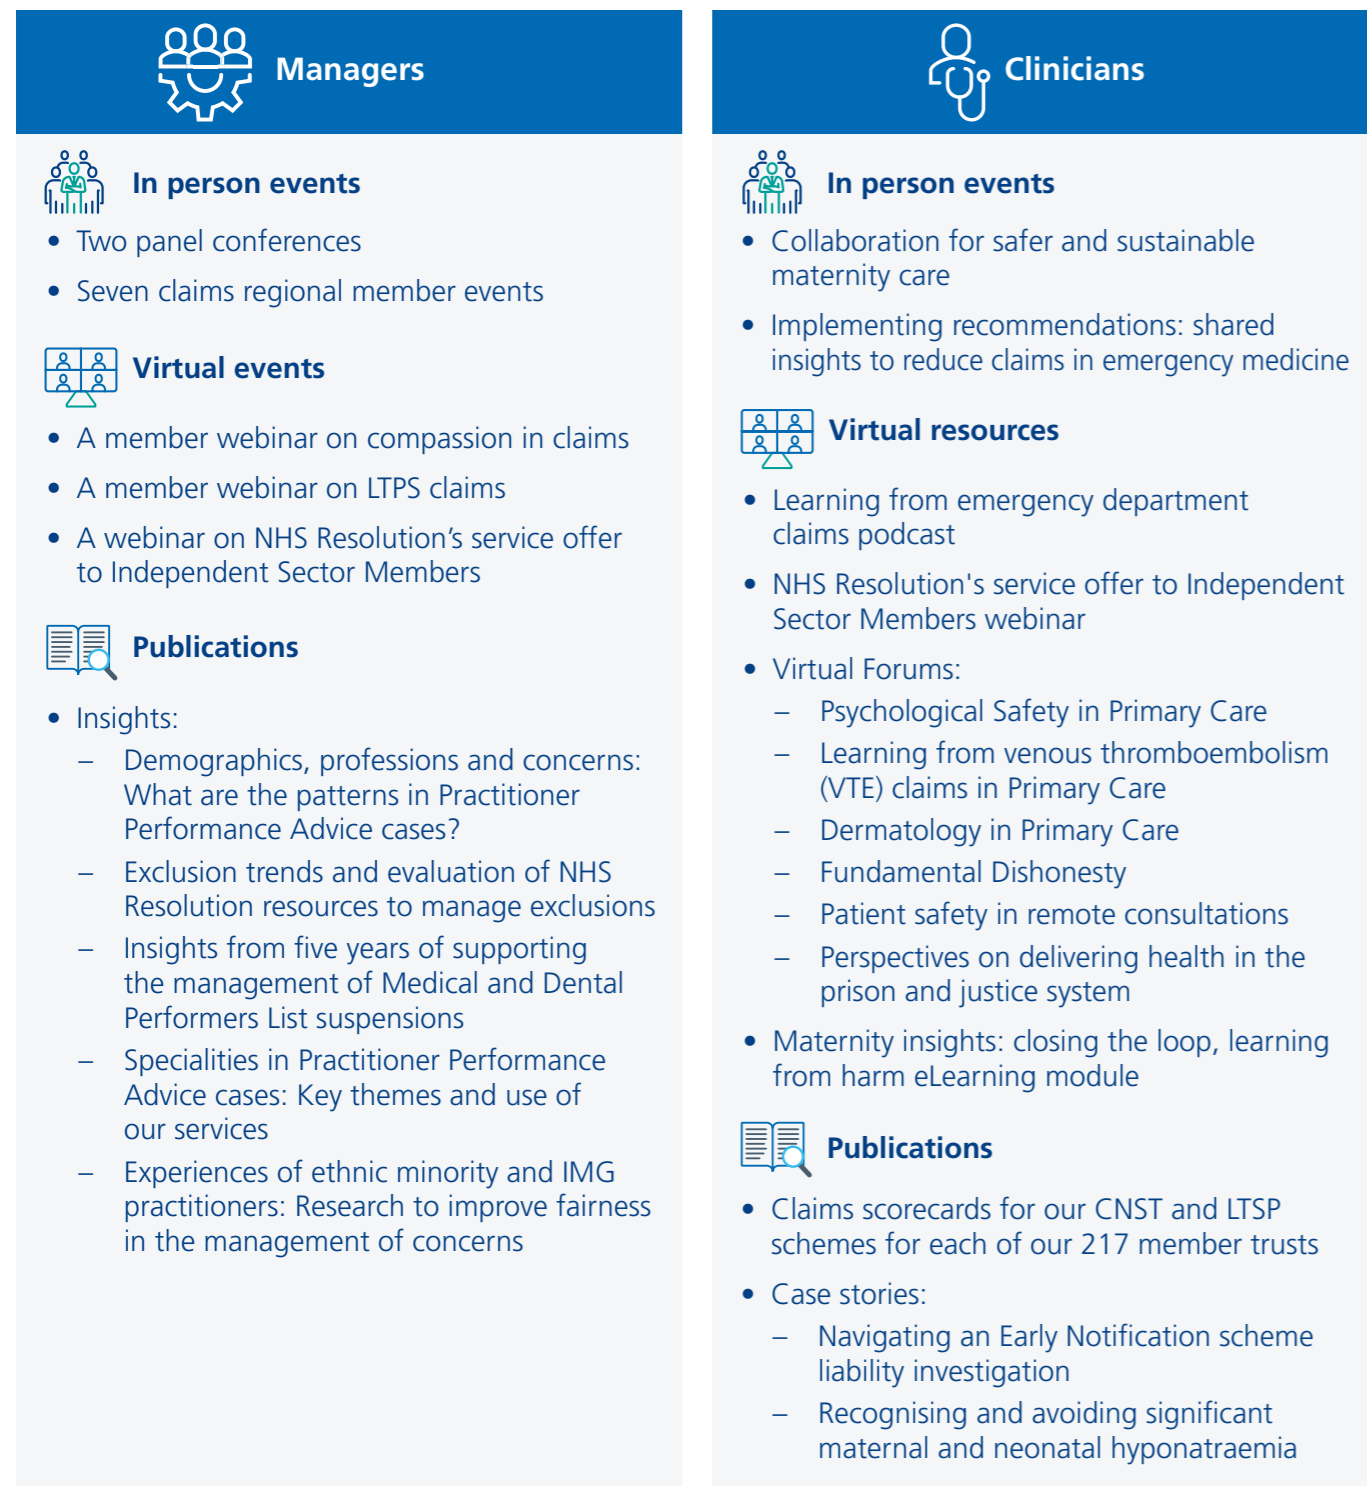 Managers
In person events
• Two panel conferences
• Seven claims regional member events
Virtual events
• A member webinar on compassion in claims
• A member webinar on LTPS claims
• A webinar on NHS Resolution’s service offer
to Independent Sector Members
Publications
• Insights:
– Demographics, professions and concerns:
What are the patterns in Practitioner
Performance Advice cases?
– Exclusion trends and evaluation of NHS
Resolution resources to manage exclusions
– Insights from five years of supporting
the management of Medical and Dental
Performers List suspensions
– Specialities in Practitioner Performance
Advice cases: Key themes and use of
our services
– Experiences of ethnic minority and IMG
practitioners: Research to improve fairness
in the management of concerns
Clinicians
In person events
• Collaboration for safer and sustainable
maternity care
• Implementing recommendations: shared
insights to reduce claims in emergency medicine
Virtual resources
• Learning from emergency department
claims podcast
• NHS Resolution's service offer to Independent
Sector Members webinar
• Virtual Forums:
– Psychological Safety in Primary Care
– Learning from venous thromboembolism
(VTE) claims in Primary Care
– Dermatology in Primary Care
– Fundamental Dishonesty
– Patient safety in remote consultations
– Perspectives on delivering health in the
prison and justice system
• Maternity insights: closing the loop, learning
from harm eLearning module
Publications
• Claims scorecards for our CNST and LTSP
schemes for each of our 217 member trusts
• Case stories:
– Navigating an Early Notification scheme
liability investigation
– Recognising and avoiding significant
maternal and neonatal hyponatraemia